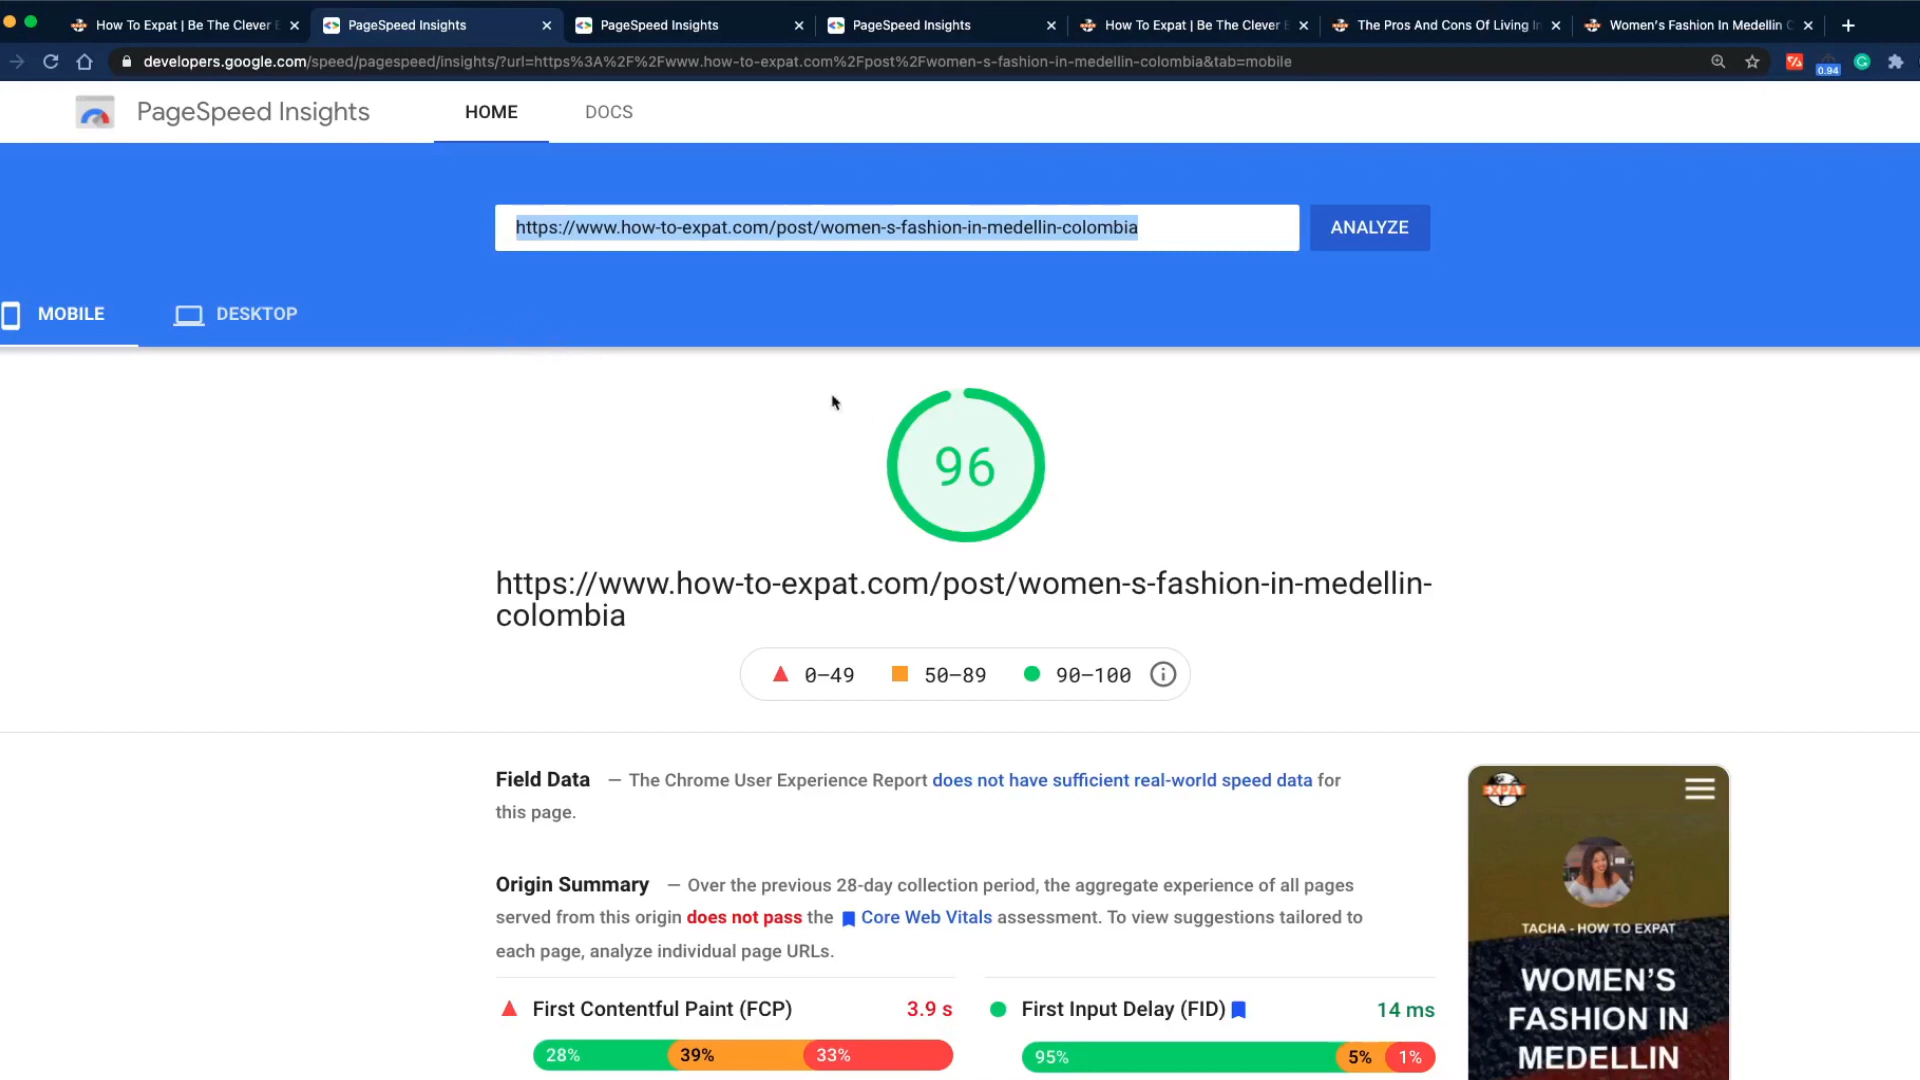 How To Expat | Be The Clever E
PageSpeed Insights
PageSpeed Insights
PageSpeed Insights
How To Expat | Be The Clever E
The Pros And Cons Of Living In
Women's Fashion In Medellin C
developers.google.com/speed/pagespeed/insights/?url=https%3A%2F%2Fwww.how-to-expat.com%2Fpost%2Fwomen-s-fashion-in-medellin-colombia&tab=mobile
0.94
PageSpeed Insights
HOME
DOCS
https://www.how-to-expat.com/post/women-s-fashion-in-medellin-colombia
ANALYZE
MOBILE
DESKTOP
96
https://www.how-to-expat.com/post/women-s-fashion-in-medellin-
colombia
0–49
50–89
90–100
Field Data — The Chrome User Experience Report does not have sufficient real-world speed data for
this page.
Origin Summary — Over the previous 28-day collection period, the aggregate experience of all pages
served from this origin does not pass the Core Web Vitals assessment. To view suggestions tailored to
each page, analyze individual page URLs.
First Contentful Paint (FCP) 3.9 s
28% 39% 33%
First Input Delay (FID) 14 ms
95% 5% 1%
EXPAT
TACHA - HOW TO EXPAT
WOMEN'S
FASHION IN
MEDELLIN